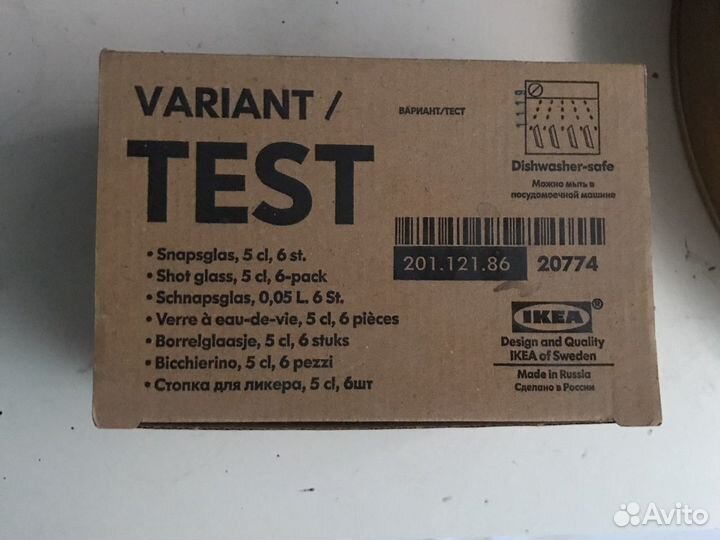 VARIANT /
ВАРИАНТ/ТЕСТ
TEST
1119
Dishwasher-safe
Можно мыть в
посудомоечной машине
• Snapsglas, 5 cl, 6 st.
• Shot glass, 5 cl, 6-pack
• Schnapsglas, 0,05 L. 6 St.
• Verre à eau-de-vie, 5 cl, 6 pièces
• Borrelglaasje, 5 cl, 6 stuks
• Bicchierino, 5 cl, 6 pezzi
• Стопка для ликера, 5 cl, 6шт
201.121.86 20774
IKEA®
Design and Quality
IKEA of Sweden
Made in Russia
Сделано в России
Avito